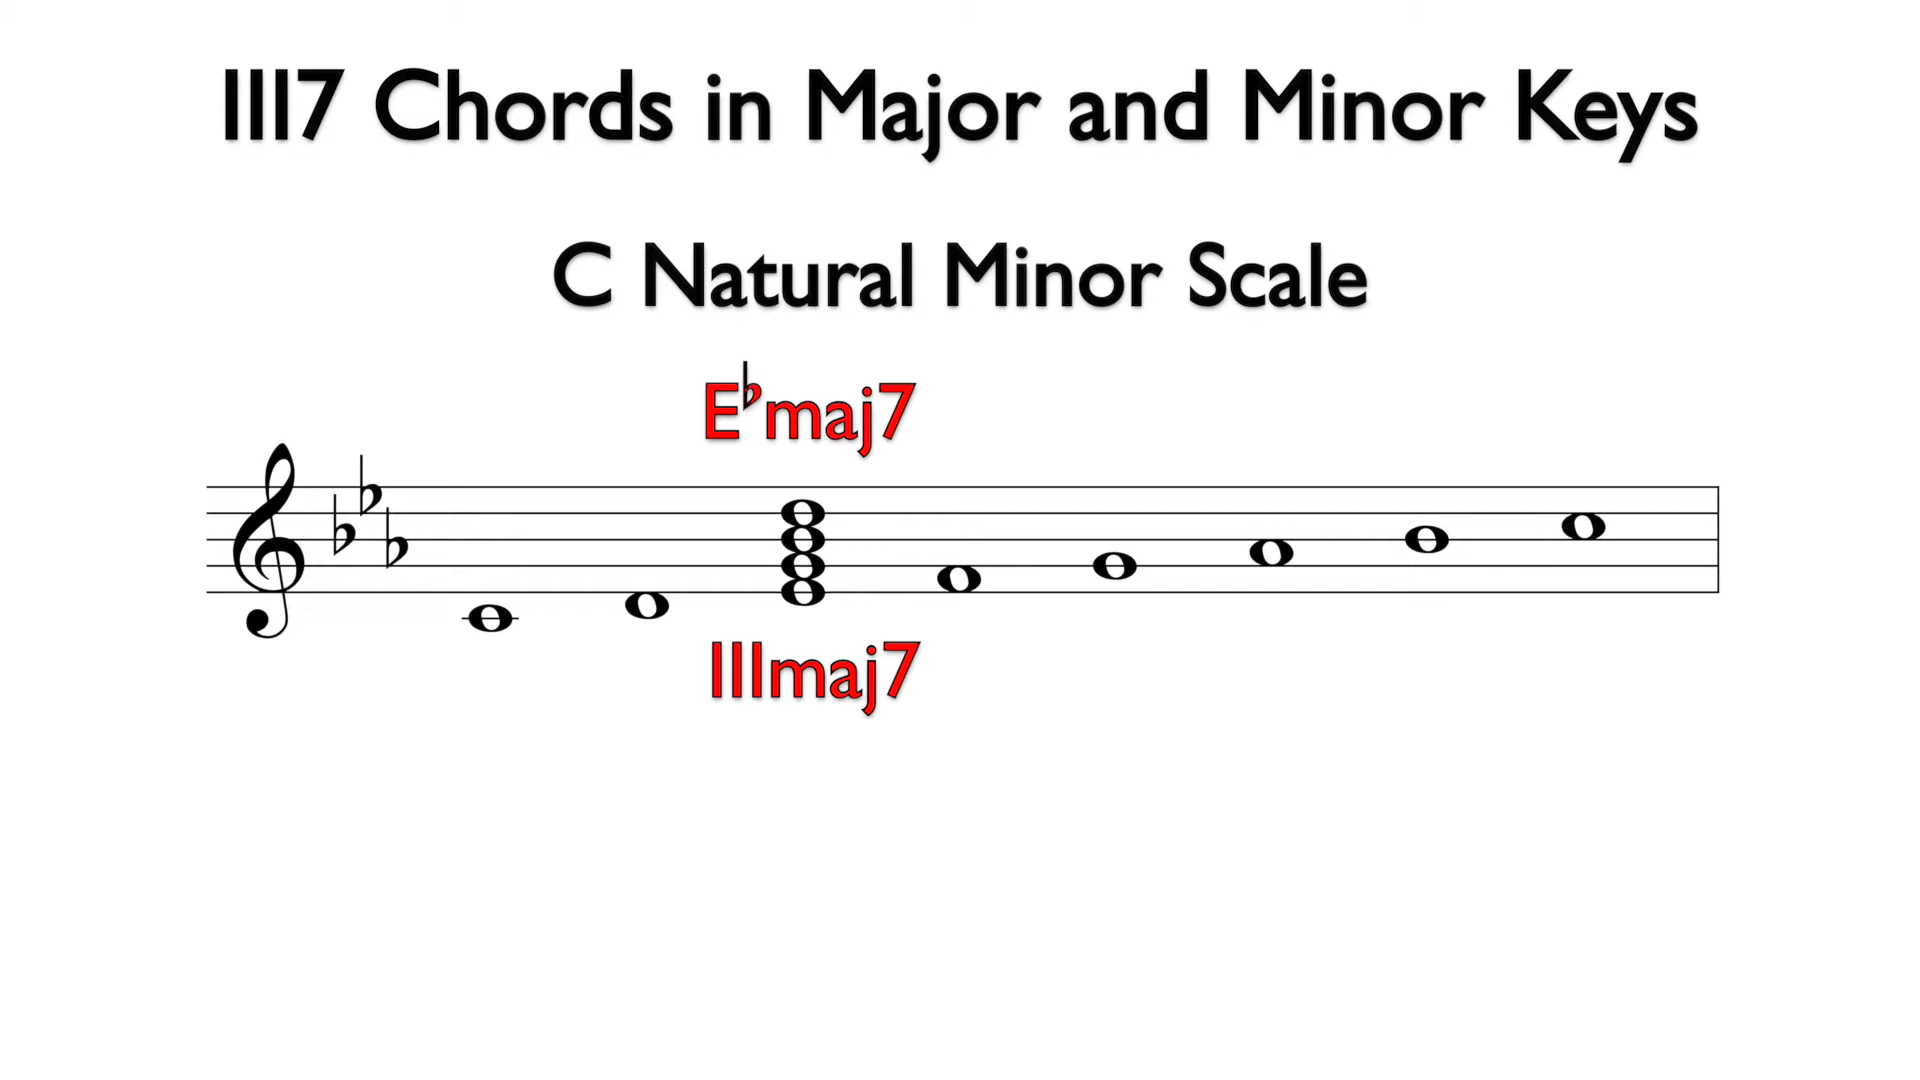 III7 Chords in Major and Minor Keys
C Natural Minor Scale
E♭maj7
IIImaj7